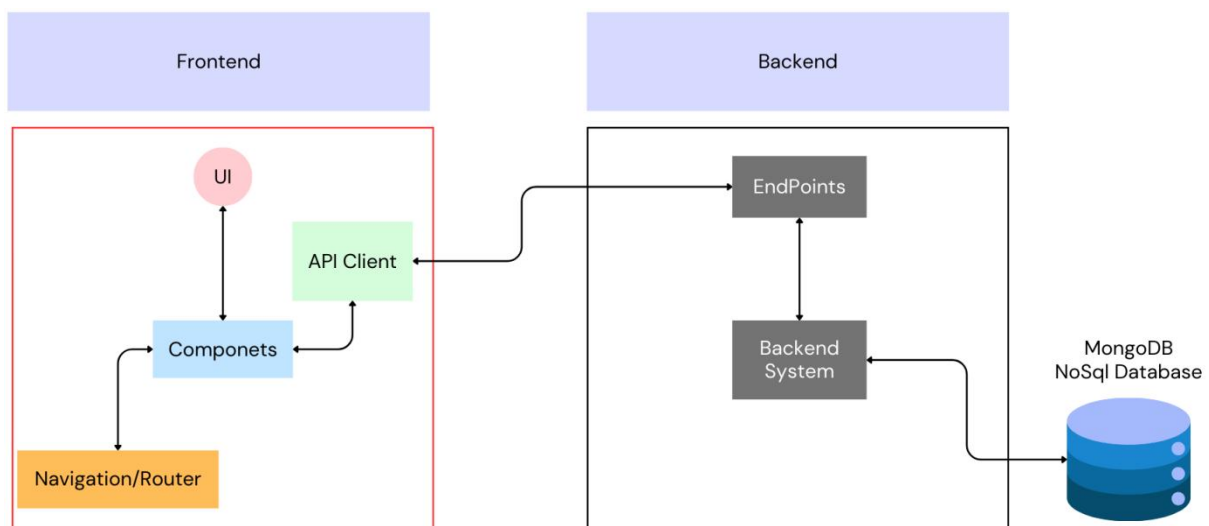 Frontend
Backend
UI
API Client
Componets
Navigation/Router
EndPoints
Backend
System
MongoDB
NoSql Database